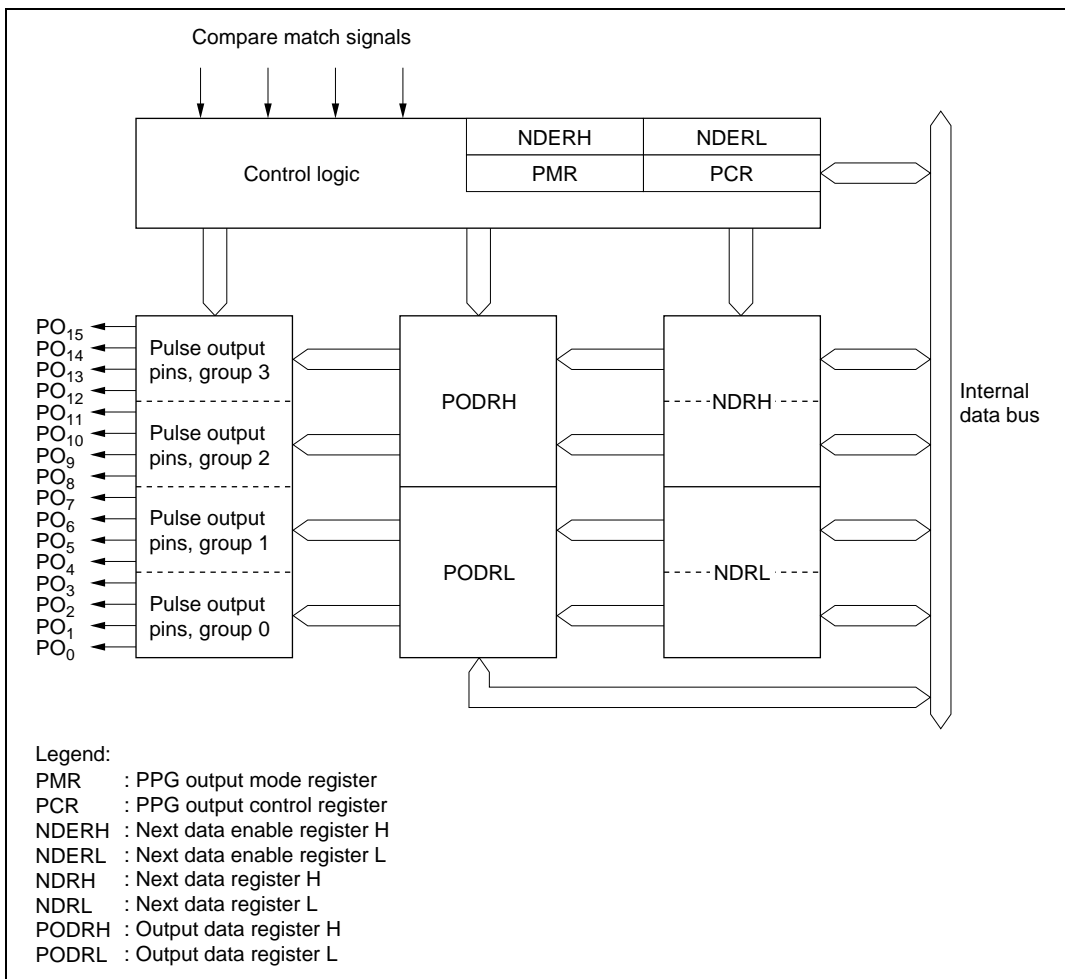 Compare match signals
NDERH
NDERL
Control logic
PMR
PCR
PO15
PO14
PO13
PO12
PO11
PO10
PO9
PO8
PO7
PO6
PO5
PO4
PO3
PO2
PO1
PO0
Pulse output
pins, group 3
Pulse output
pins, group 2
Pulse output
pins, group 1
Pulse output
pins, group 0
PODRH
PODRL
NDRH
NDRL
Internal
data bus
Legend:
PMR : PPG output mode register
PCR : PPG output control register
NDERH : Next data enable register H
NDERL : Next data enable register L
NDRH : Next data register H
NDRL : Next data register L
PODRH : Output data register H
PODRL : Output data register L